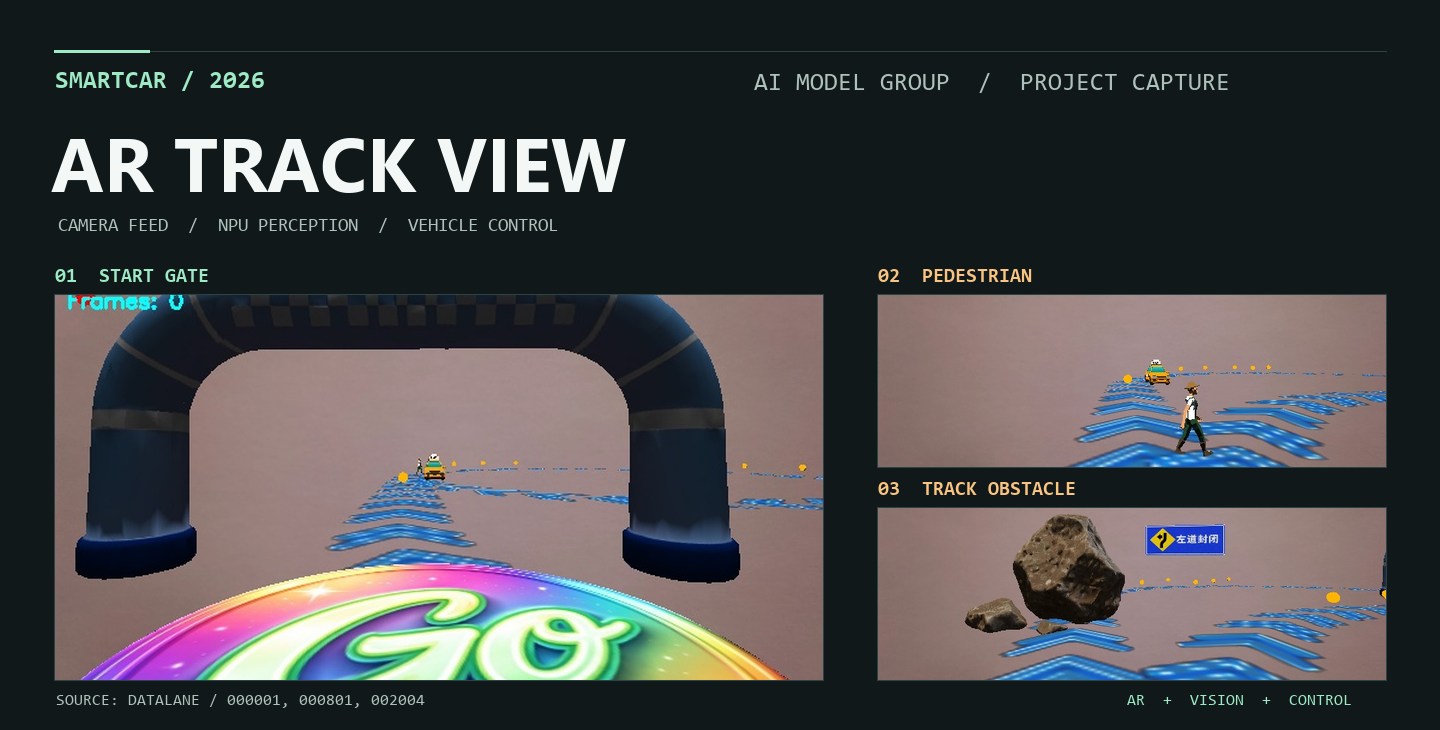 SMARTCAR / 2026
AI MODEL GROUP / PROJECT CAPTURE
AR TRACK VIEW
CAMERA FEED / NPU PERCEPTION / VEHICLE CONTROL
01 START GATE
Frames: 0
GO
02 PEDESTRIAN
03 TRACK OBSTACLE
左道封闭
SOURCE: DATALANE / 000001, 000801, 002004
AR + VISION + CONTROL